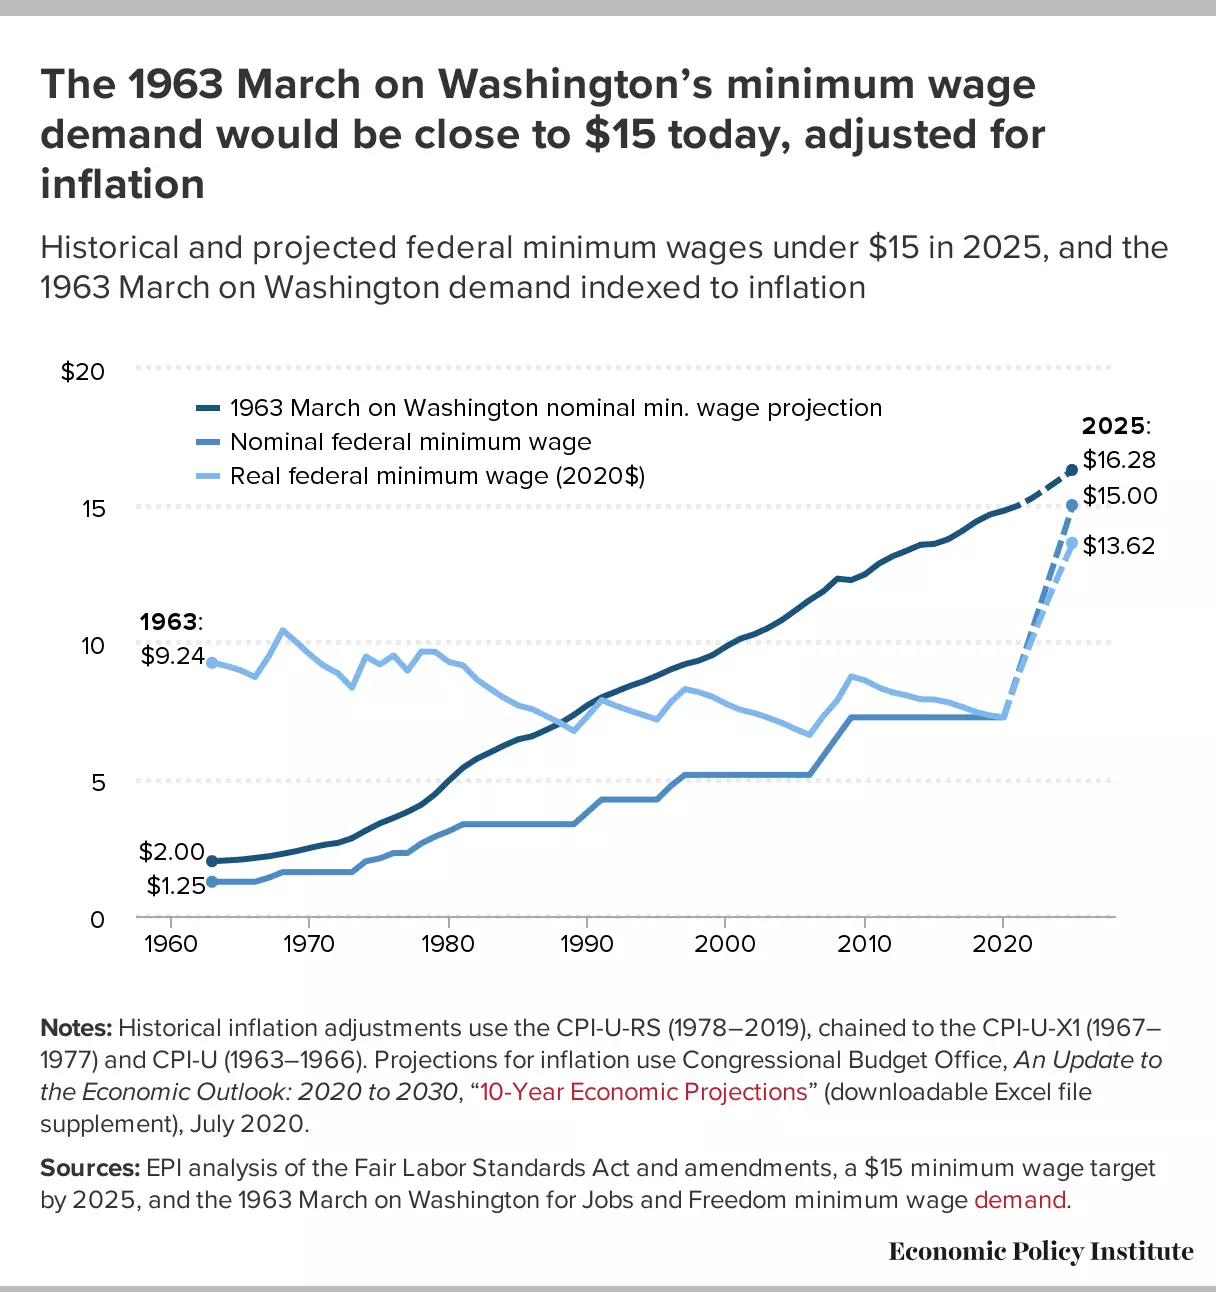 The 1963 March on Washington’s minimum wage
demand would be close to $15 today, adjusted for
inflation
Historical and projected federal minimum wages under $15 in 2025, and the
1963 March on Washington demand indexed to inflation
$20
1963 March on Washington nominal min. wage projection
Nominal federal minimum wage
Real federal minimum wage (2020$)
2025:
$16.28
$15.00
$13.62
15
1963:
$9.24
10
5
$2.00
$1.25
0
1960 1970 1980 1990 2000 2010 2020
Notes: Historical inflation adjustments use the CPI-U-RS (1978–2019), chained to the CPI-U-X1 (1967–
1977) and CPI-U (1963–1966). Projections for inflation use Congressional Budget Office, An Update to
the Economic Outlook: 2020 to 2030, “10-Year Economic Projections” (downloadable Excel file
supplement), July 2020.
Sources: EPI analysis of the Fair Labor Standards Act and amendments, a $15 minimum wage target
by 2025, and the 1963 March on Washington for Jobs and Freedom minimum wage demand.
Economic Policy Institute